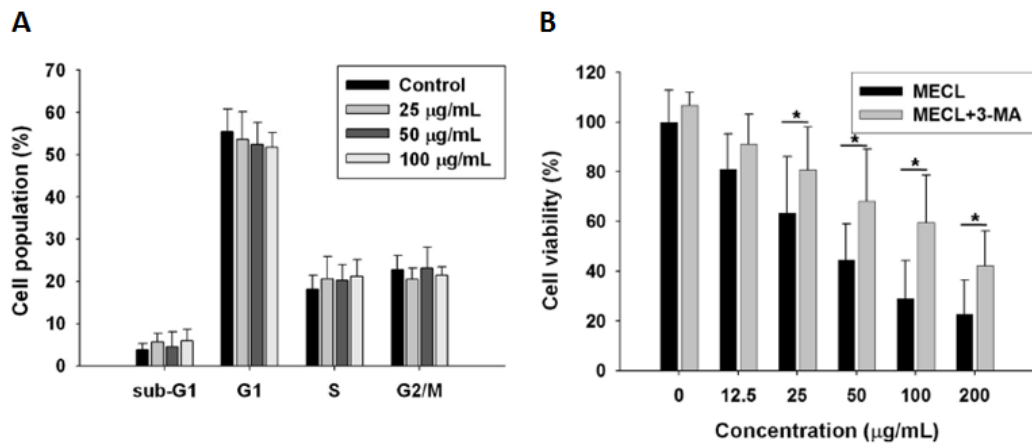 A
Cell population (%)
70
60
50
40
30
20
10
0
Control
25 μg/mL
50 μg/mL
100 μg/mL
sub-G1 G1 S G2/M
B
Cell viability (%)
120
100
80
60
40
20
0
MECL
MECL+3-MA
* * * *
0 12.5 25 50 100 200
Concentration (μg/mL)